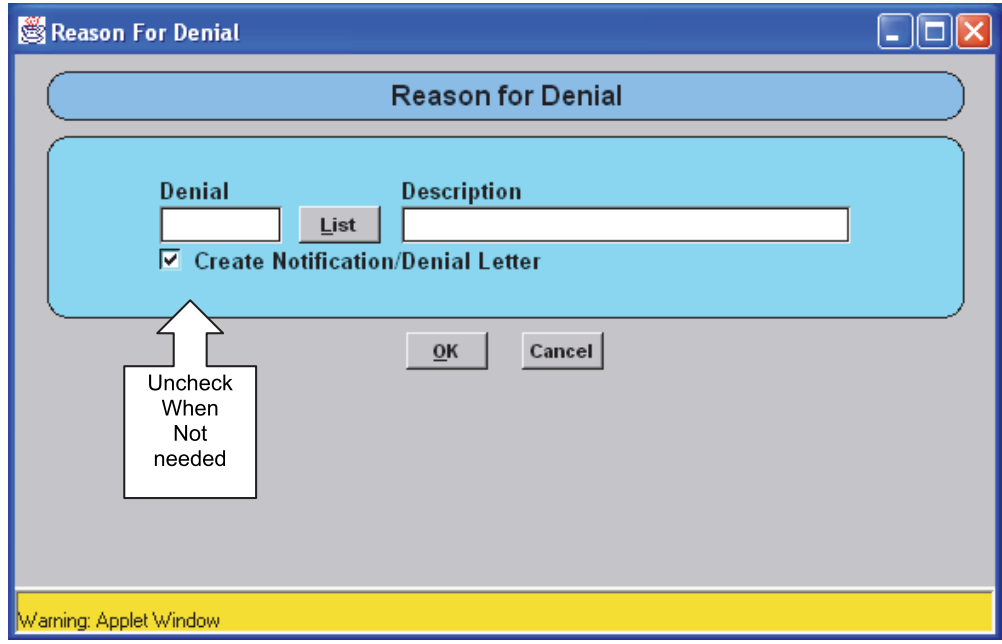 Reason For Denial
Reason for Denial
Denial Description
List
Create Notification/Denial Letter
OK Cancel
Uncheck
When
Not
needed
Warning: Applet Window